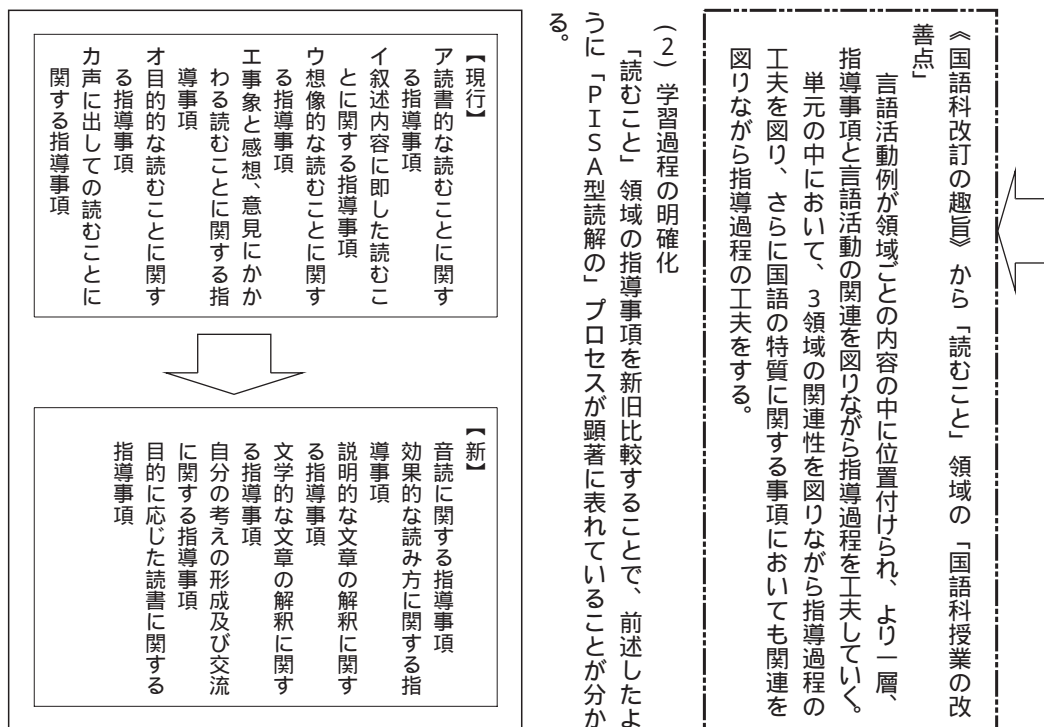 《国語科改訂の趣旨》から「読むこと」領域の「国語科授業の改
善点」
言語活動例が領域ごとの内容の中に位置付けられ、より一層、
指導事項と言語活動の関連を図りながら指導過程を工夫していく。
単元の中において、3領域の関連性を図りながら指導過程の
工夫を図り、さらに国語の特質に関する事項においても関連を
図りながら指導過程の工夫をする。
(2) 学習過程の明確化
「読むこと」領域の指導事項を新旧比較することで、前述したよ
うに「PISA型読解の」プロセスが顕著に表れていることが分か
る。
【現行】
ア読書的な読むことに関す
る指導事項
イ叙述内容に即した読むこ
とに関する指導事項
ウ想像的な読むことに関す
る指導事項
エ事象と感想、意見にかか
わる読むことに関する指
導事項
オ目的的な読むことに関す
る指導事項
カ声に出しての読むことに
関する指導事項
【新】
音読に関する指導事項
効果的な読み方に関する指
導事項
説明的な文章の解釈に関す
る指導事項
文学的な文章の解釈に関す
る指導事項
自分の考えの形成及び交流
に関する指導事項
目的に応じた読書に関する
指導事項